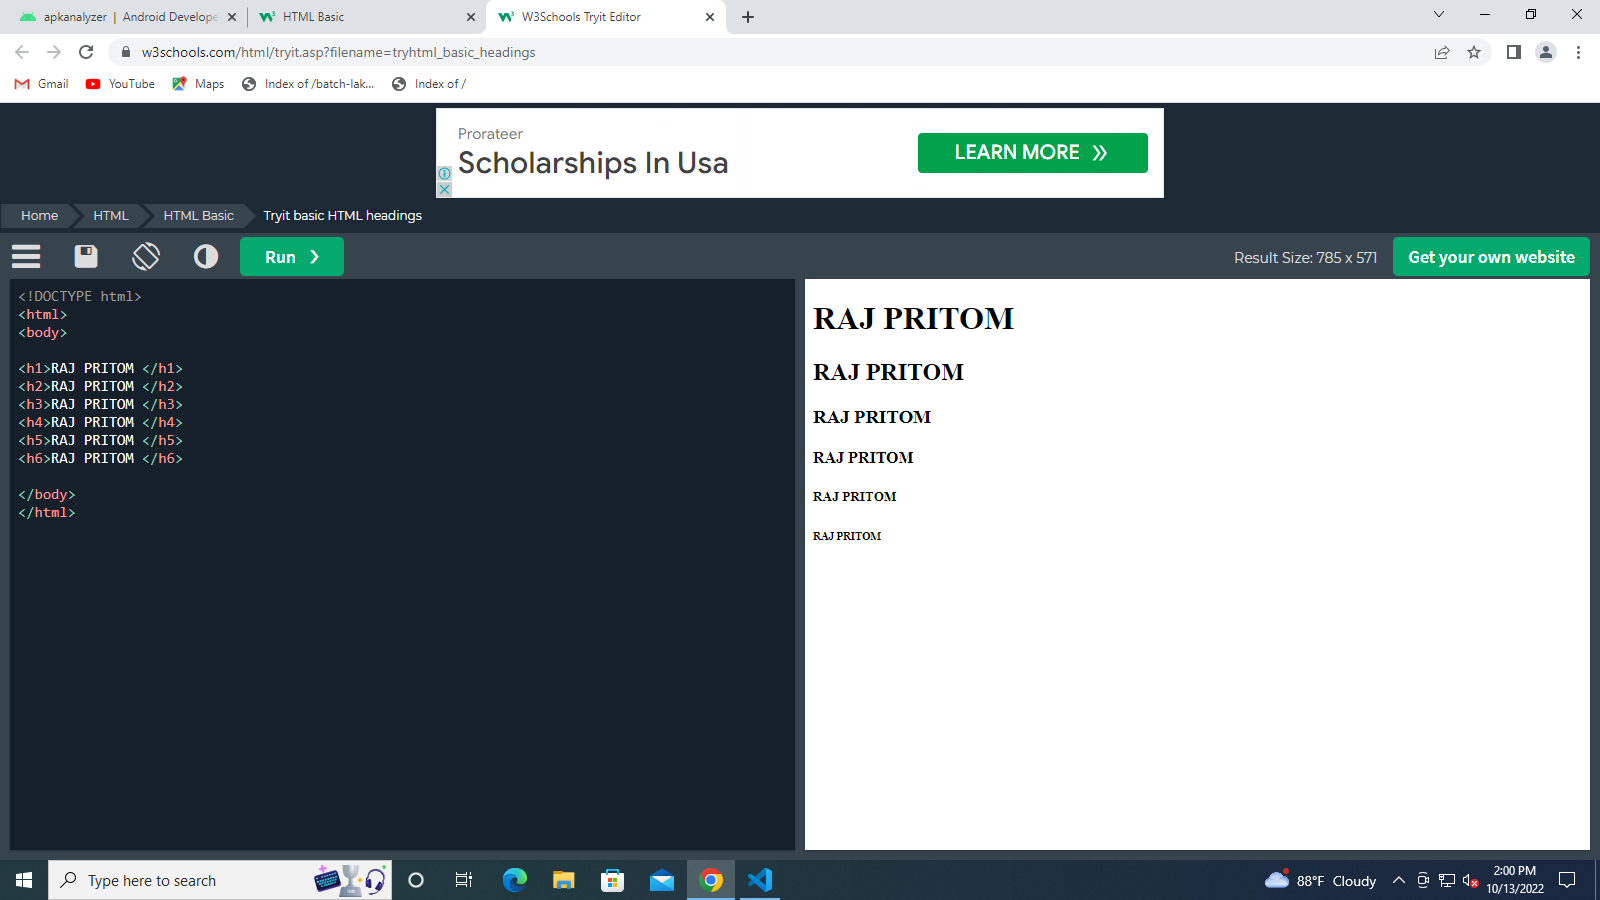 apkanalyzer | Android Develope
HTML Basic
W3Schools Tryit Editor
w3schools.com/html/tryit.asp?filename=tryhtml_basic_headings
Gmail
YouTube
Maps
Index of /batch-lak...
Index of /
Prorateer
Scholarships In Usa
LEARN MORE »
Home
HTML
HTML Basic
Tryit basic HTML headings
Run ❯
Result Size: 785 x 571
Get your own website
<!DOCTYPE html>
<html>
<body>
<h1>RAJ PRITOM </h1>
<h2>RAJ PRITOM </h2>
<h3>RAJ PRITOM </h3>
<h4>RAJ PRITOM </h4>
<h5>RAJ PRITOM </h5>
<h6>RAJ PRITOM </h6>
</body>
</html>
RAJ PRITOM
RAJ PRITOM
RAJ PRITOM
RAJ PRITOM
RAJ PRITOM
RAJ PRITOM
Type here to search
88°F Cloudy
2:00 PM
10/13/2022